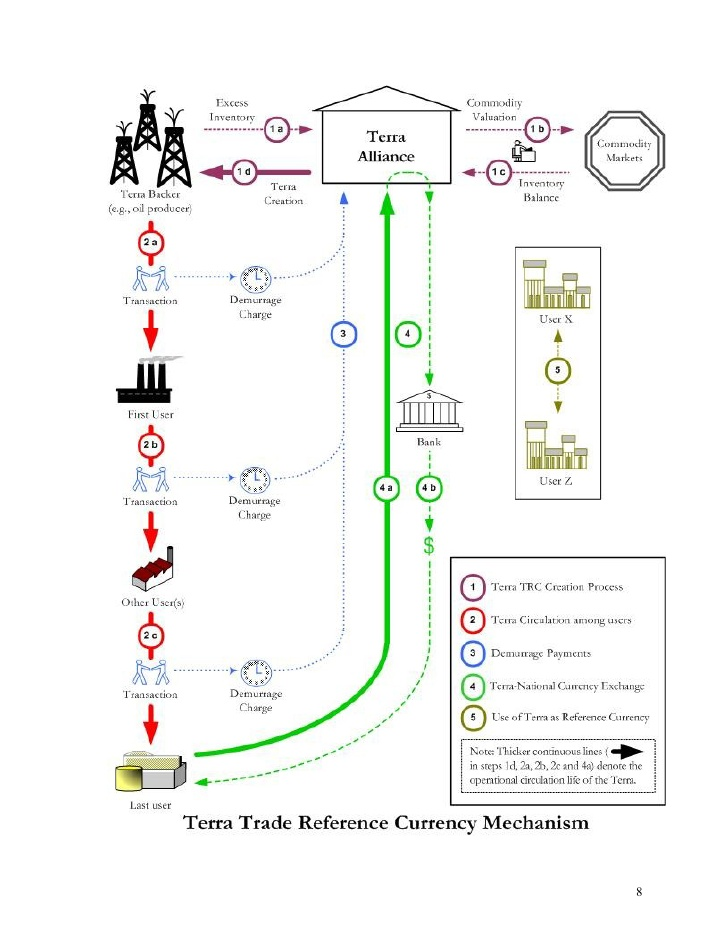 Excess
Inventory
1 a
Terra
Alliance
Commodity
Valuation
1 b
Commodity
Markets
1 d
Terra
Creation
1 c
Inventory
Balance
Terra Backer
(e.g., oil producer)
2 a
Transaction
Demurrage
Charge
3
4
User X
5
User Z
First User
$
Bank
2 b
Transaction
Demurrage
Charge
4 a
4 b
$
Other User(s)
2 c
Transaction
Demurrage
Charge
Last user
1 Terra TRC Creation Process
2 Terra Circulation among users
3 Demurrage Payments
4 Terra-National Currency Exchange
5 Use of Terra as Reference Currency
Note: Thicker continuous lines (
in steps 1d, 2a, 2b, 2c and 4a) denote the
operational circulation life of the Terra.
Terra Trade Reference Currency Mechanism
8